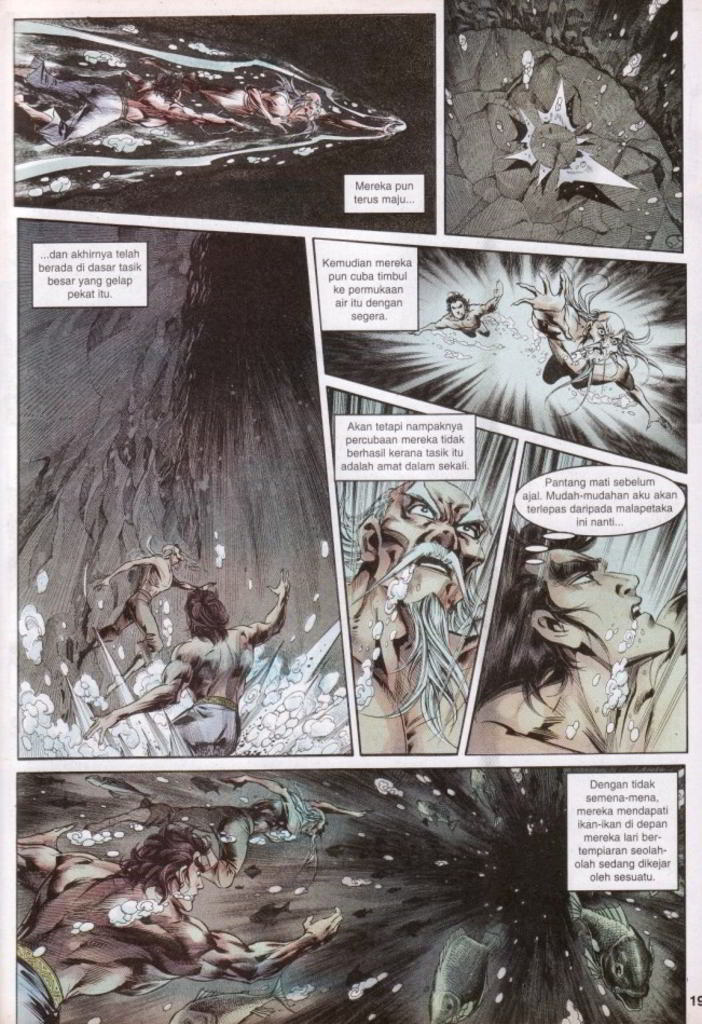 Mereka pun
terus maju...
...dan akhirnya telah
berada di dasar tasik
besar yang gelap
pekat itu.
Kemudian mereka
pun cuba timbul
ke permukaan
air itu dengan
segera.
Akan tetapi nampaknya
percubaan mereka tidak
berhasil kerana tasik itu
adalah amat dalam sekali.
Pantang mati sebelum
ajal. Mudah-mudahan aku akan
terlepas daripada malapetaka
ini nanti...
Dengan tidak
semena-mena,
mereka mendapati
ikan-ikan di depan
mereka lari ber-
tempiaran seolah-
olah sedang dikejar
oleh sesuatu.
19